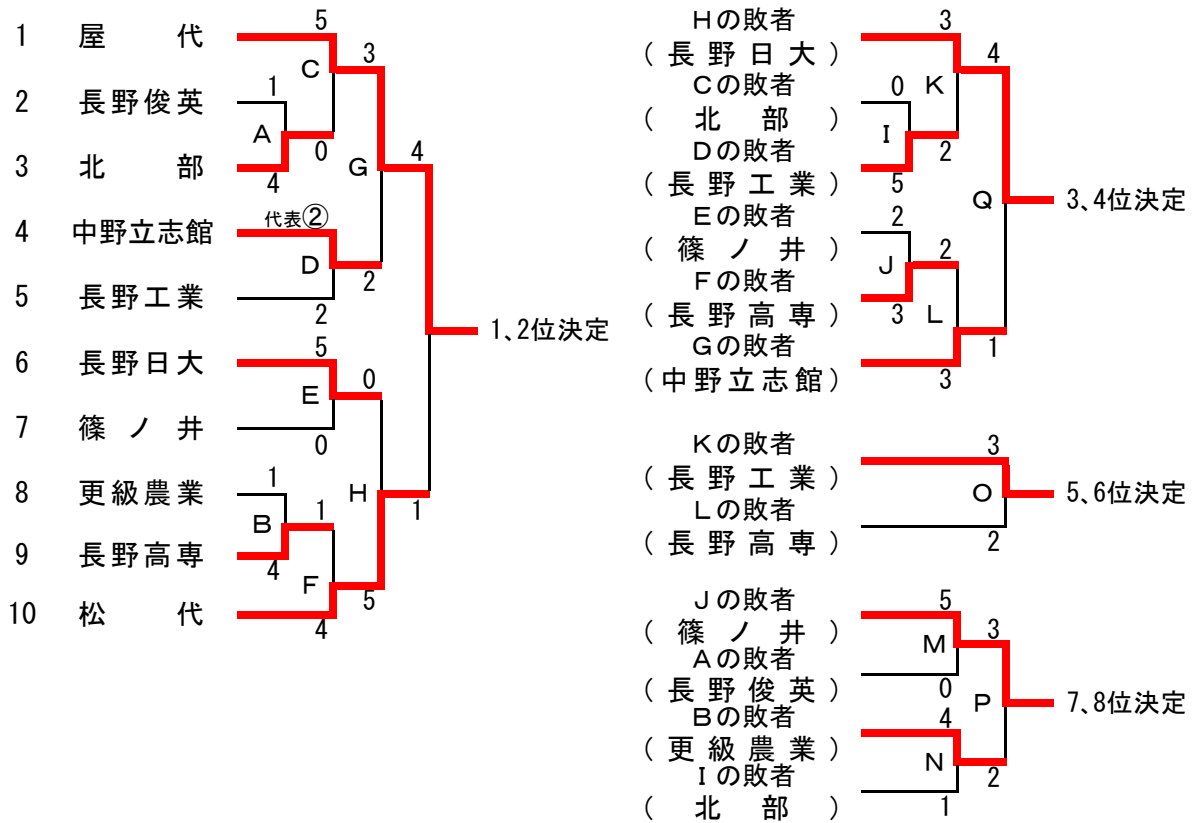 1 屋代
2 長野俊英
3 北部
4 中野立志館
5 長野工業
6 長野日大
7 篠ノ井
8 更級農業
9 長野高専
10 松代
5
C
3
1
A
0
4
G
4
代表②
D
2
2
1、2位決定
5
E
0
0
1
B
1
4
F
H
5
4
1
Hの敗者
(長野日大)
Cの敗者
(北部)
Dの敗者
(長野工業)
Eの敗者
(篠ノ井)
Fの敗者
(長野高専)
Gの敗者
(中野立志館)
3
K
4
0
I
2
5
Q
3、4位決定
2
J
2
3
L
1
3
Kの敗者
(長野工業)
Lの敗者
(長野高専)
3
O
5、6位決定
2
Jの敗者
(篠ノ井)
Aの敗者
(長野俊英)
Bの敗者
(更級農業)
Iの敗者
(北部)
5
M
3
0
P
7、8位決定
4
N
2
1